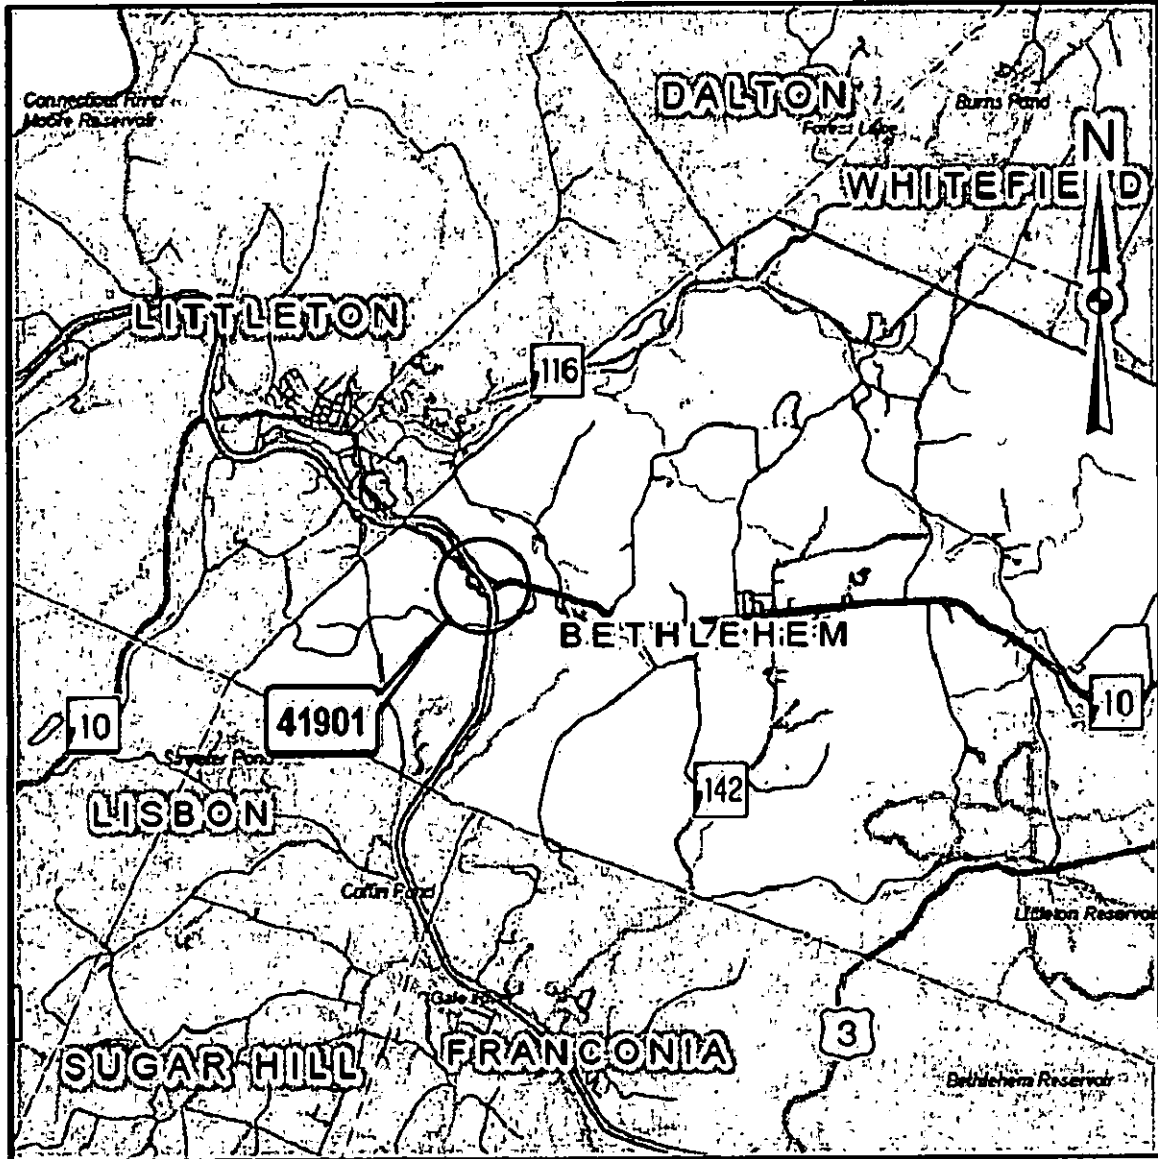 DALTON
Burns Pond
Connecticut River
Moore Reservoir
Forest Lake
N
WHITEFIELD
LITTLETON
116
BETHLEHEM
10
41901
10
142
LISBON
Coffin Pond
Littleton Reservoir
Gale River
3
SUGAR HILL
FRANCONIA
Bethlehem Reservoir